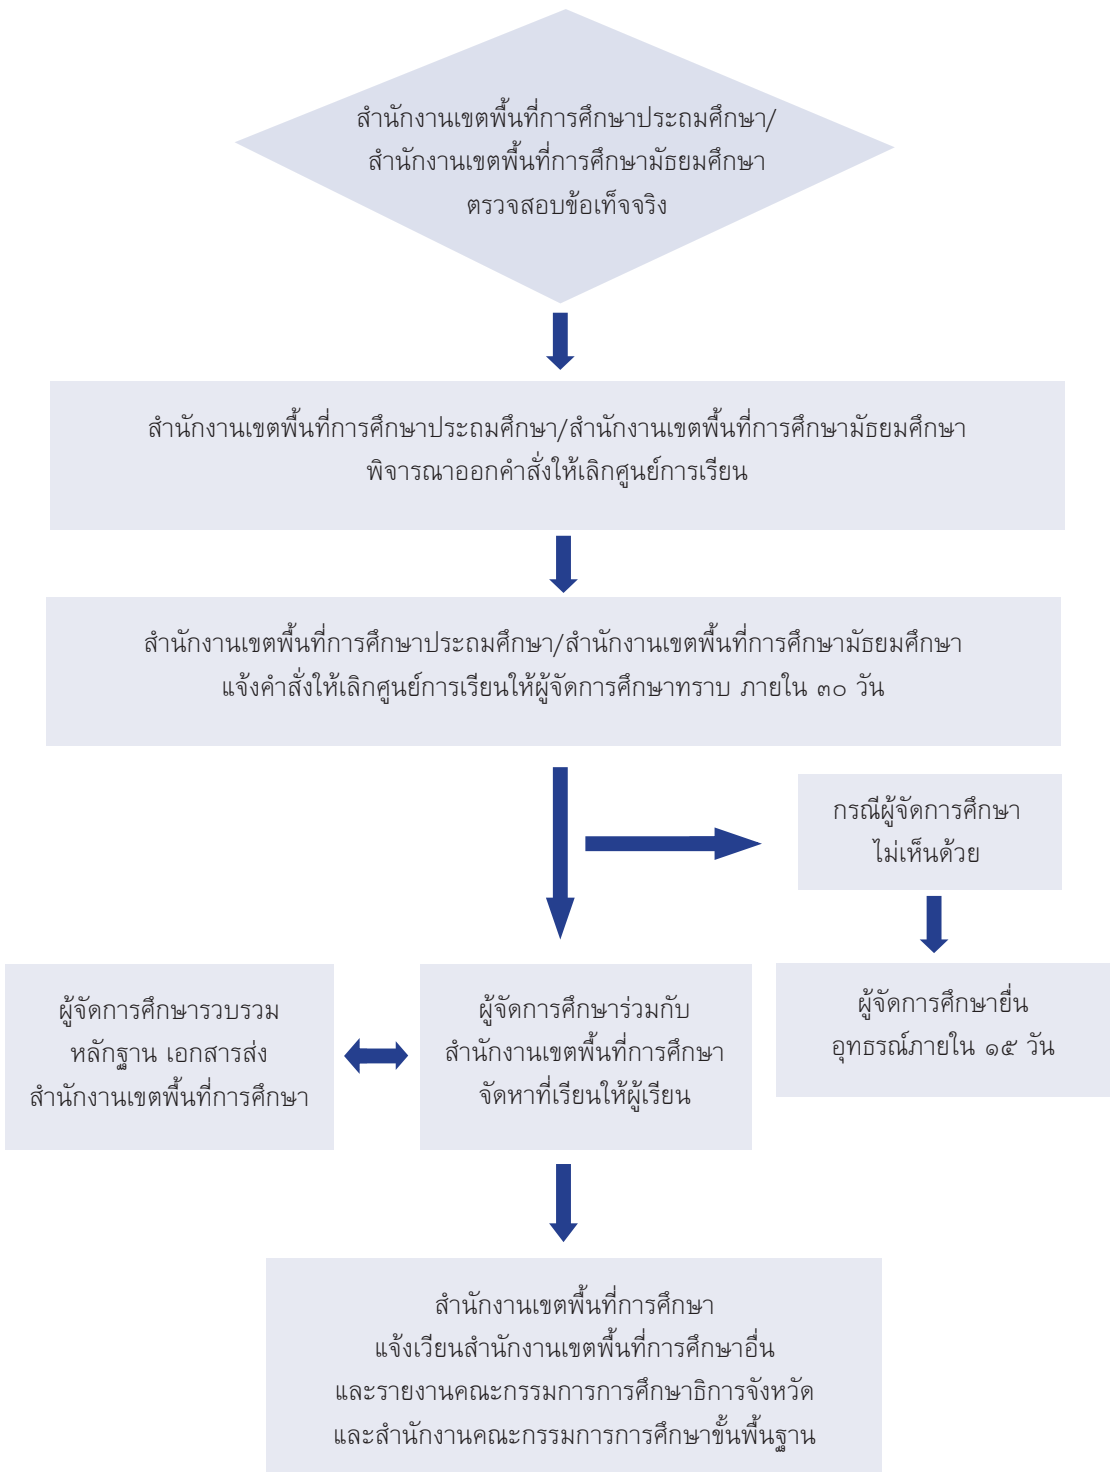 สำนักงานเขตพื้นที่การศึกษาประถมศึกษา/
สำนักงานเขตพื้นที่การศึกษามัธยมศึกษา
ตรวจสอบข้อเท็จจริง
สำนักงานเขตพื้นที่การศึกษาประถมศึกษา/สำนักงานเขตพื้นที่การศึกษามัธยมศึกษา
พิจารณาออกคำสั่งให้เลิกศูนย์การเรียน
สำนักงานเขตพื้นที่การศึกษาประถมศึกษา/สำนักงานเขตพื้นที่การศึกษามัธยมศึกษา
แจ้งคำสั่งให้เลิกศูนย์การเรียนให้ผู้จัดการศึกษาทราบ ภายใน ๓๐ วัน
กรณีผู้จัดการศึกษา
ไม่เห็นด้วย
ผู้จัดการศึกษารวบรวม
หลักฐาน เอกสารส่ง
สำนักงานเขตพื้นที่การศึกษา
ผู้จัดการศึกษาร่วมกับ
สำนักงานเขตพื้นที่การศึกษา
จัดหาที่เรียนให้ผู้เรียน
ผู้จัดการศึกษายื่น
อุทธรณ์ภายใน ๑๕ วัน
สำนักงานเขตพื้นที่การศึกษา
แจ้งเวียนสำนักงานเขตพื้นที่การศึกษาอื่น
และรายงานคณะกรรมการการศึกษาธิการจังหวัด
และสำนักงานคณะกรรมการการศึกษาขั้นพื้นฐาน